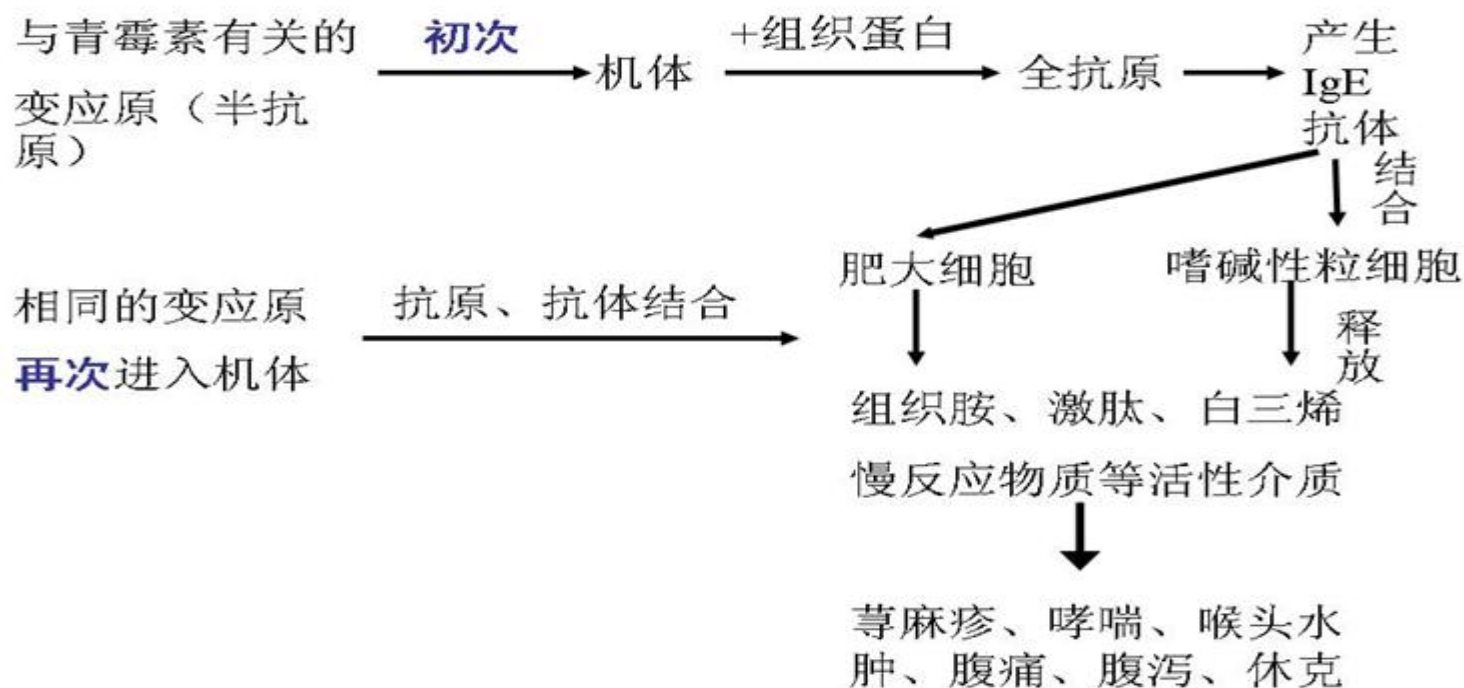 与青霉素有关的
变应原（半抗
原）
初次
机体
+组织蛋白
全抗原
产生
IgE
抗体
结
合
肥大细胞
嗜碱性粒细胞
相同的变应原
再次进入机体
抗原、抗体结合
释
放
组织胺、激肽、白三烯
慢反应物质等活性介质
荨麻疹、哮喘、喉头水
肿、腹痛、腹泻、休克